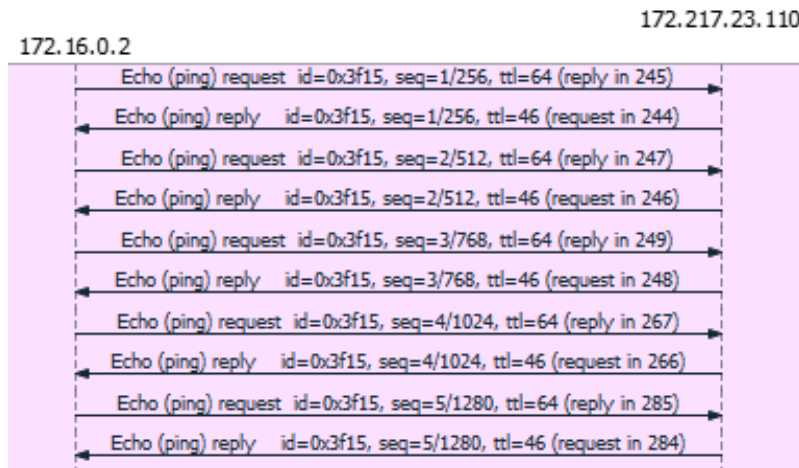 172.217.23.110
172.16.0.2
Echo (ping) request id=0x3f15, seq=1/256, ttl=64 (reply in 245)
Echo (ping) reply id=0x3f15, seq=1/256, ttl=46 (request in 244)
Echo (ping) request id=0x3f15, seq=2/512, ttl=64 (reply in 247)
Echo (ping) reply id=0x3f15, seq=2/512, ttl=46 (request in 246)
Echo (ping) request id=0x3f15, seq=3/768, ttl=64 (reply in 249)
Echo (ping) reply id=0x3f15, seq=3/768, ttl=46 (request in 248)
Echo (ping) request id=0x3f15, seq=4/1024, ttl=64 (reply in 267)
Echo (ping) reply id=0x3f15, seq=4/1024, ttl=46 (request in 266)
Echo (ping) request id=0x3f15, seq=5/1280, ttl=64 (reply in 285)
Echo (ping) reply id=0x3f15, seq=5/1280, ttl=46 (request in 284)